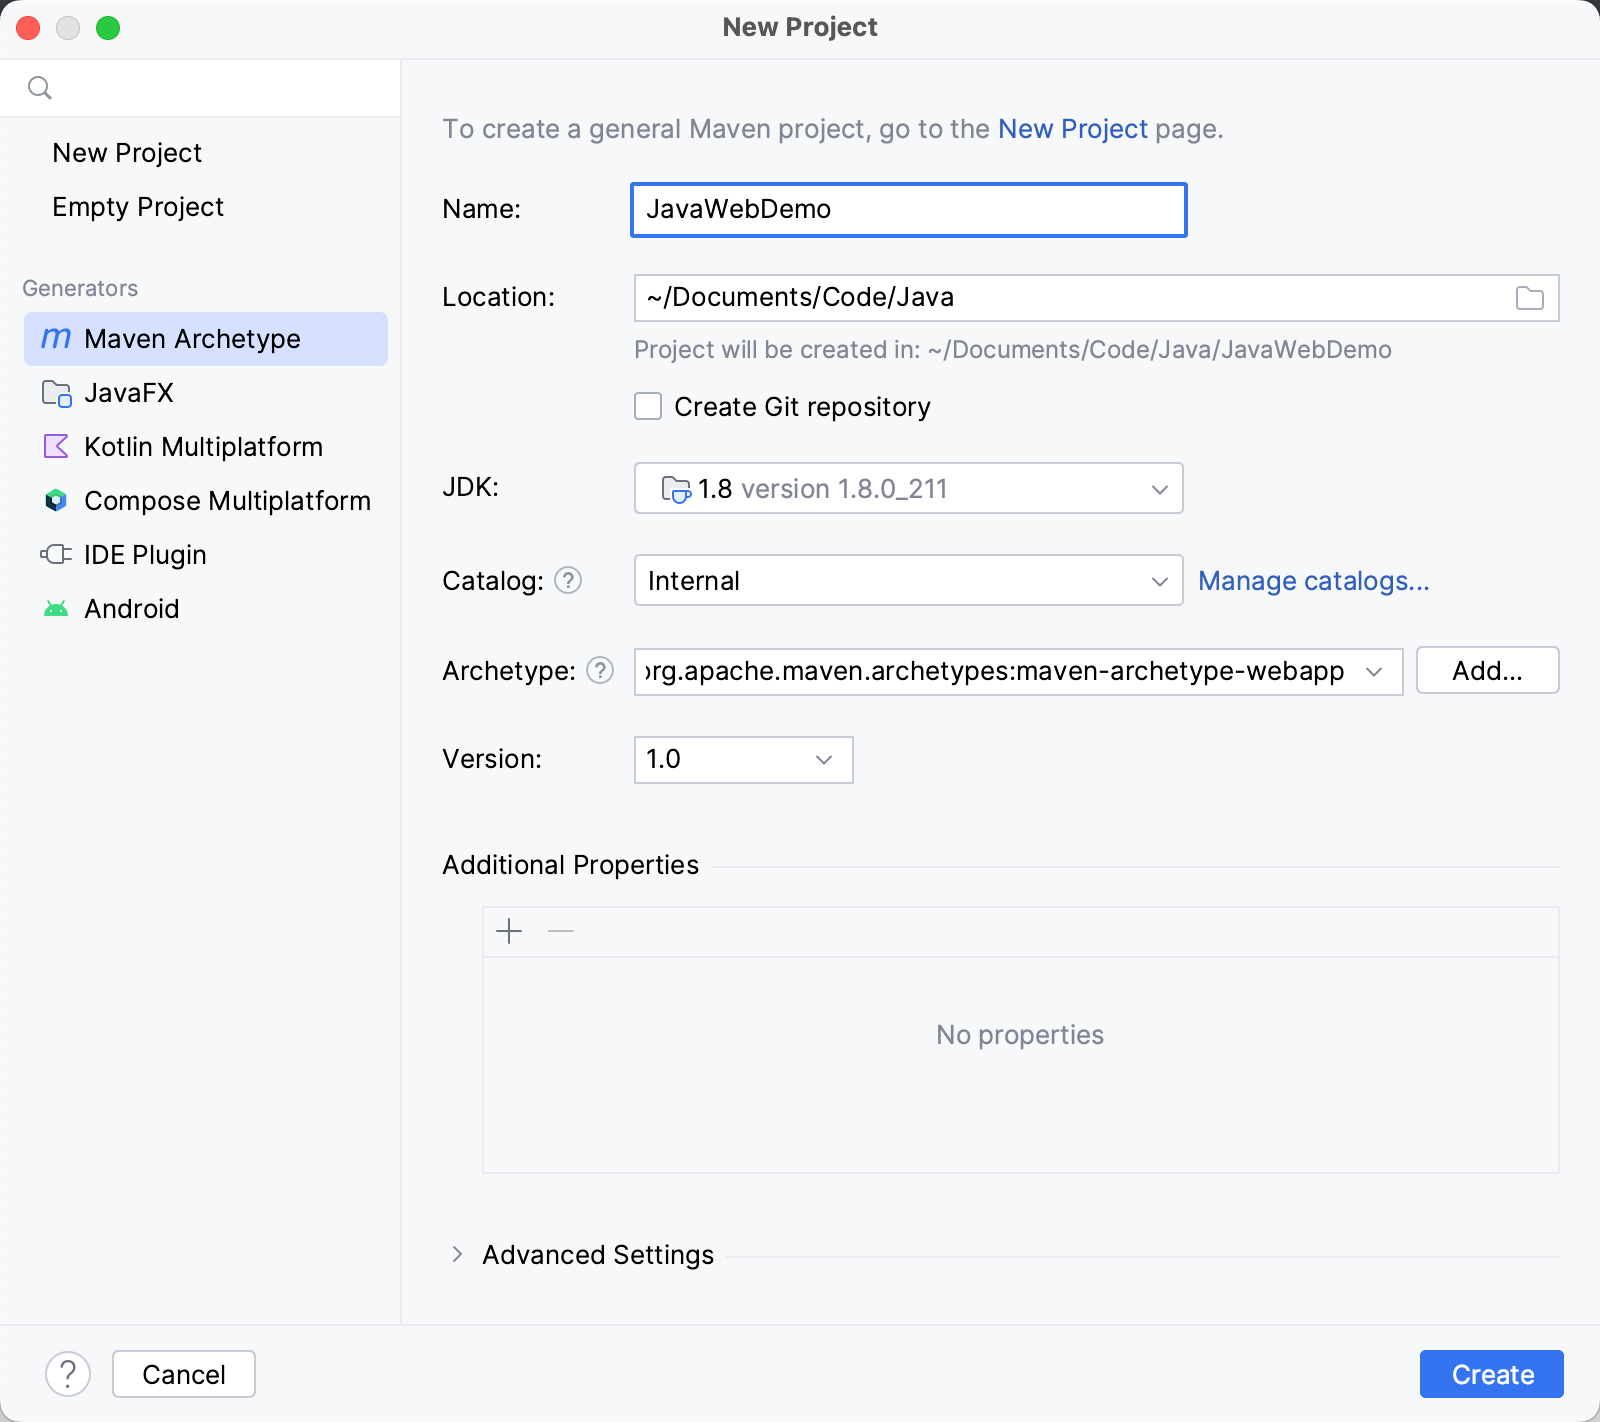 New Project
New Project
Empty Project
Generators
m Maven Archetype
JavaFX
Kotlin Multiplatform
Compose Multiplatform
IDE Plugin
Android
To create a general Maven project, go to the New Project page.
Name: JavaWebDemo
Location: ~/Documents/Code/Java
Project will be created in: ~/Documents/Code/Java/JavaWebDemo
Create Git repository
JDK: 1.8 version 1.8.0_211
Catalog: ? Internal Manage catalogs...
Archetype: ? org.apache.maven.archetypes:maven-archetype-webapp Add...
Version: 1.0
Additional Properties
No properties
Advanced Settings
? Cancel Create